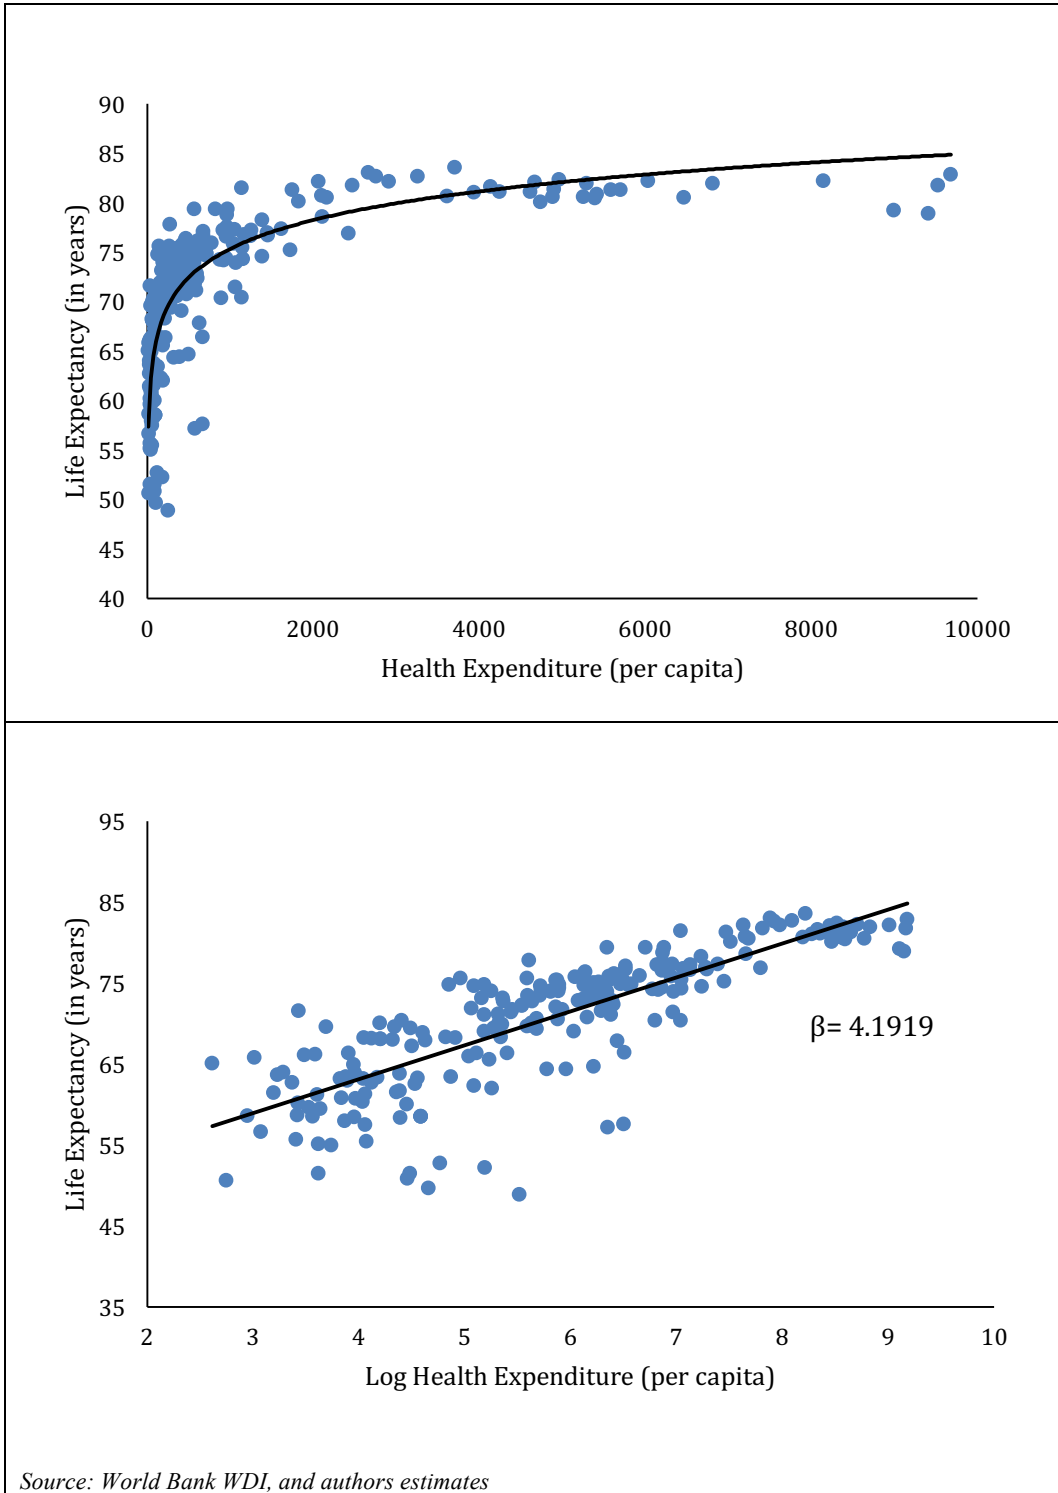 90
85
80
75
70
65
60
55
50
45
40
Life Expectancy (in years)
0 2000 4000 6000 8000 10000
Health Expenditure (per capita)
95
85
75
65
55
45
35
Life Expectancy (in years)
β= 4.1919
2 3 4 5 6 7 8 9 10
Log Health Expenditure (per capita)
Source: World Bank WDI, and authors estimates